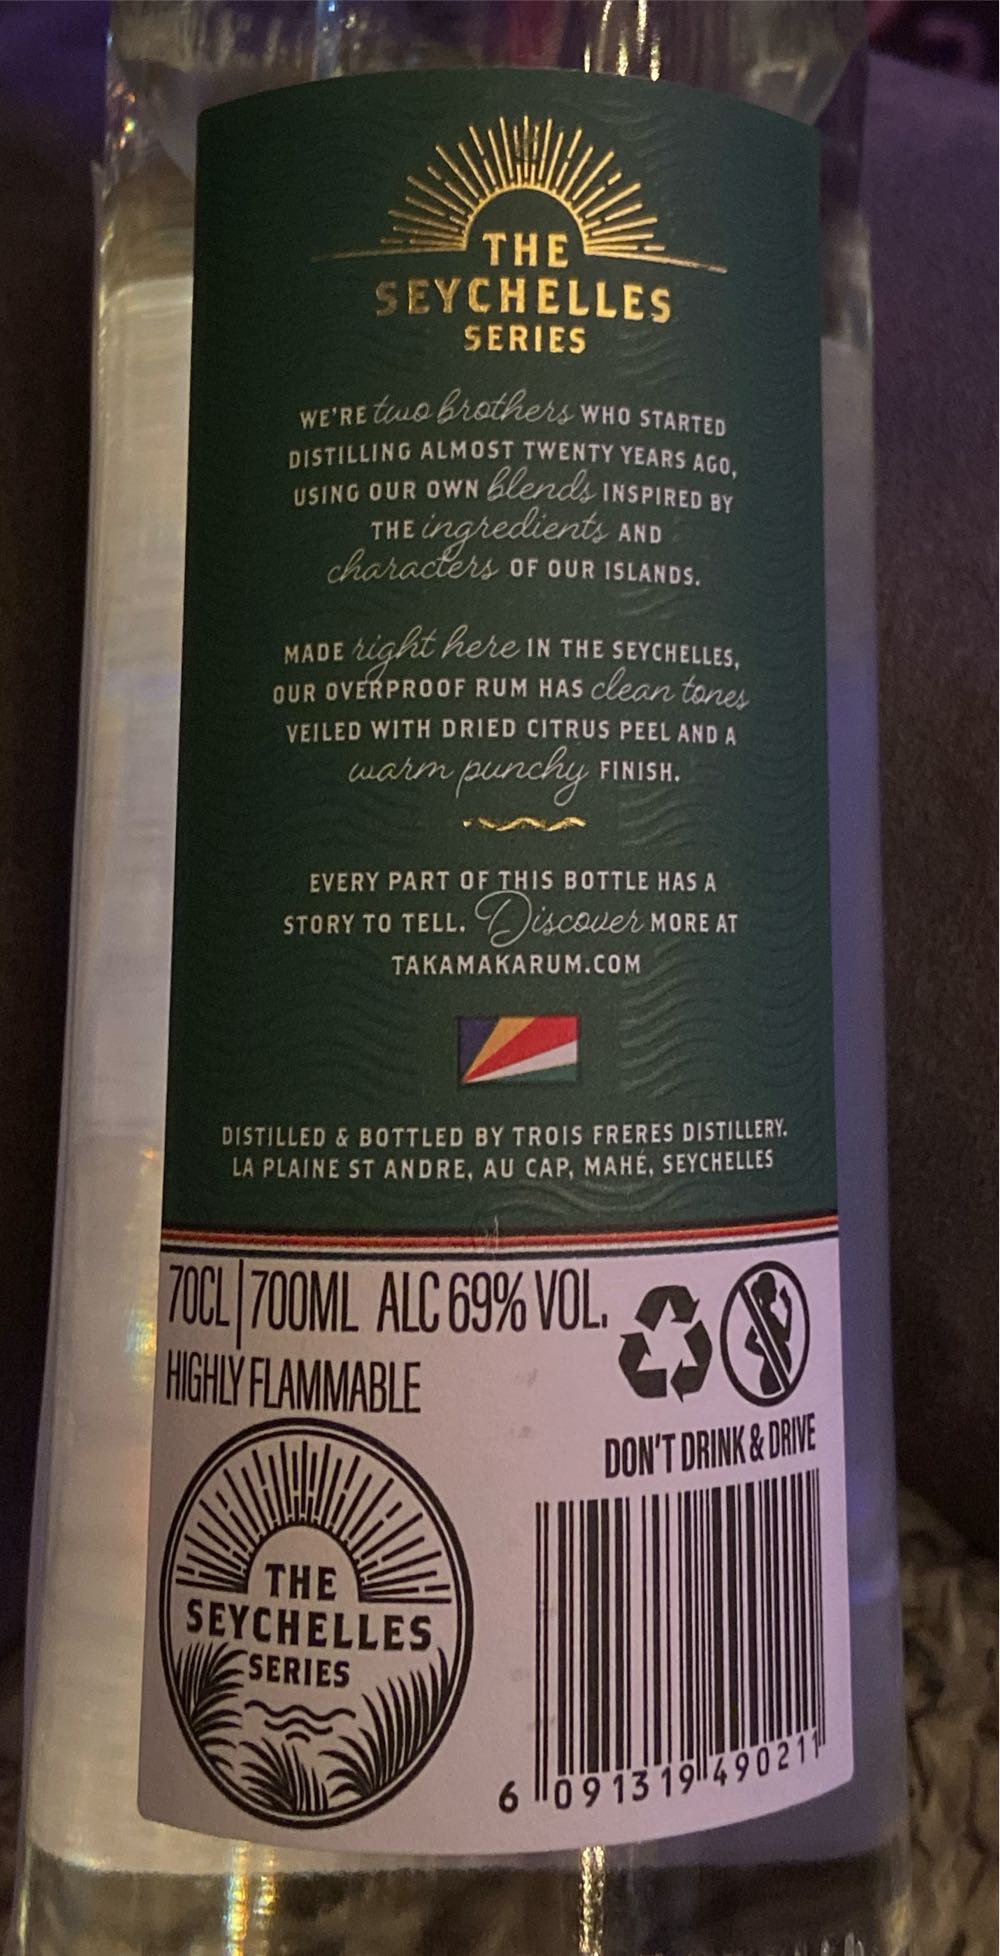 THE
SEYCHELLES
SERIES
WE'RE two brothers WHO STARTED
DISTILLING ALMOST TWENTY YEARS AGO,
USING OUR OWN blends INSPIRED BY
THE ingredients AND
characters OF OUR ISLANDS.
MADE right here IN THE SEYCHELLES,
OUR OVERPROOF RUM HAS clean tones
VEILED WITH DRIED CITRUS PEEL AND A
warm punchy FINISH.
EVERY PART OF THIS BOTTLE HAS A
STORY TO TELL. Discover MORE AT
TAKAMAKARUM.COM
DISTILLED & BOTTLED BY TROIS FRERES DISTILLERY.
LA PLAINE ST ANDRE, AU CAP, MAHÉ, SEYCHELLES
70CL | 700ML ALC 69% VOL.
HIGHLY FLAMMABLE
DON'T DRINK & DRIVE
THE
SEYCHELLES
SERIES
6 091319 490211